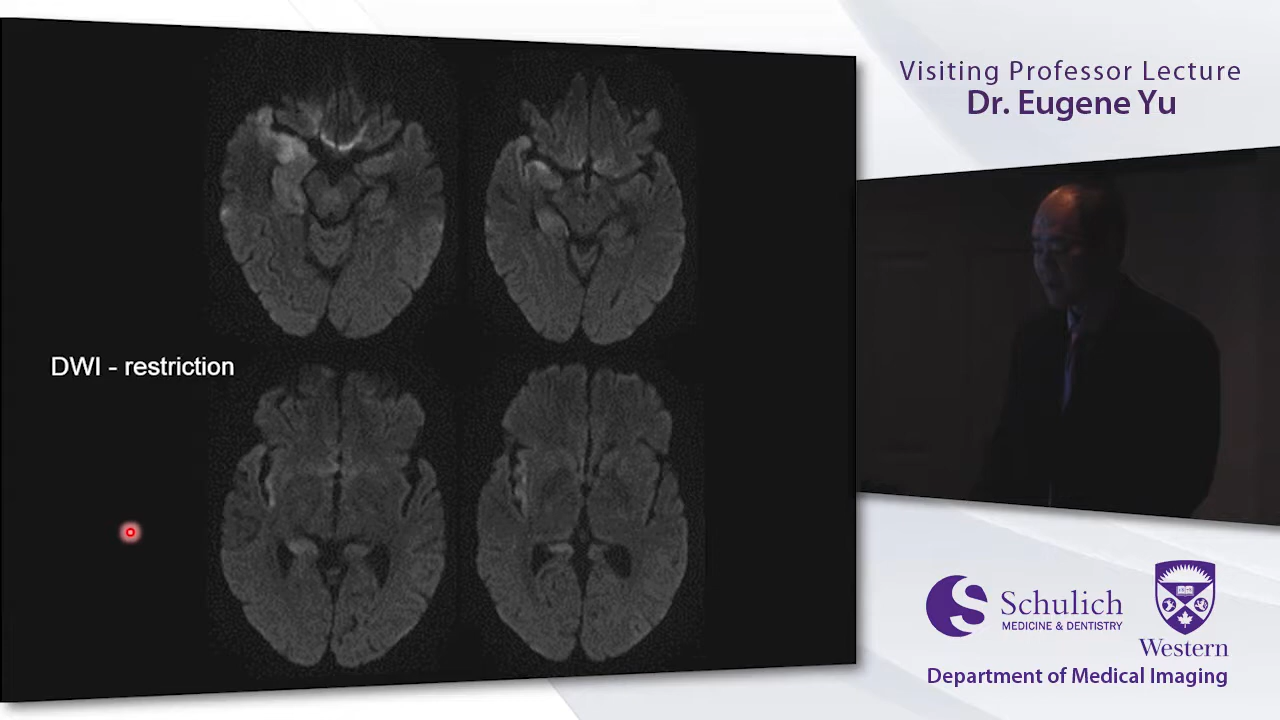 Visiting Professor Lecture
Dr. Eugene Yu
DWI - restriction
Schulich
MEDICINE & DENTISTRY
Western
Department of Medical Imaging